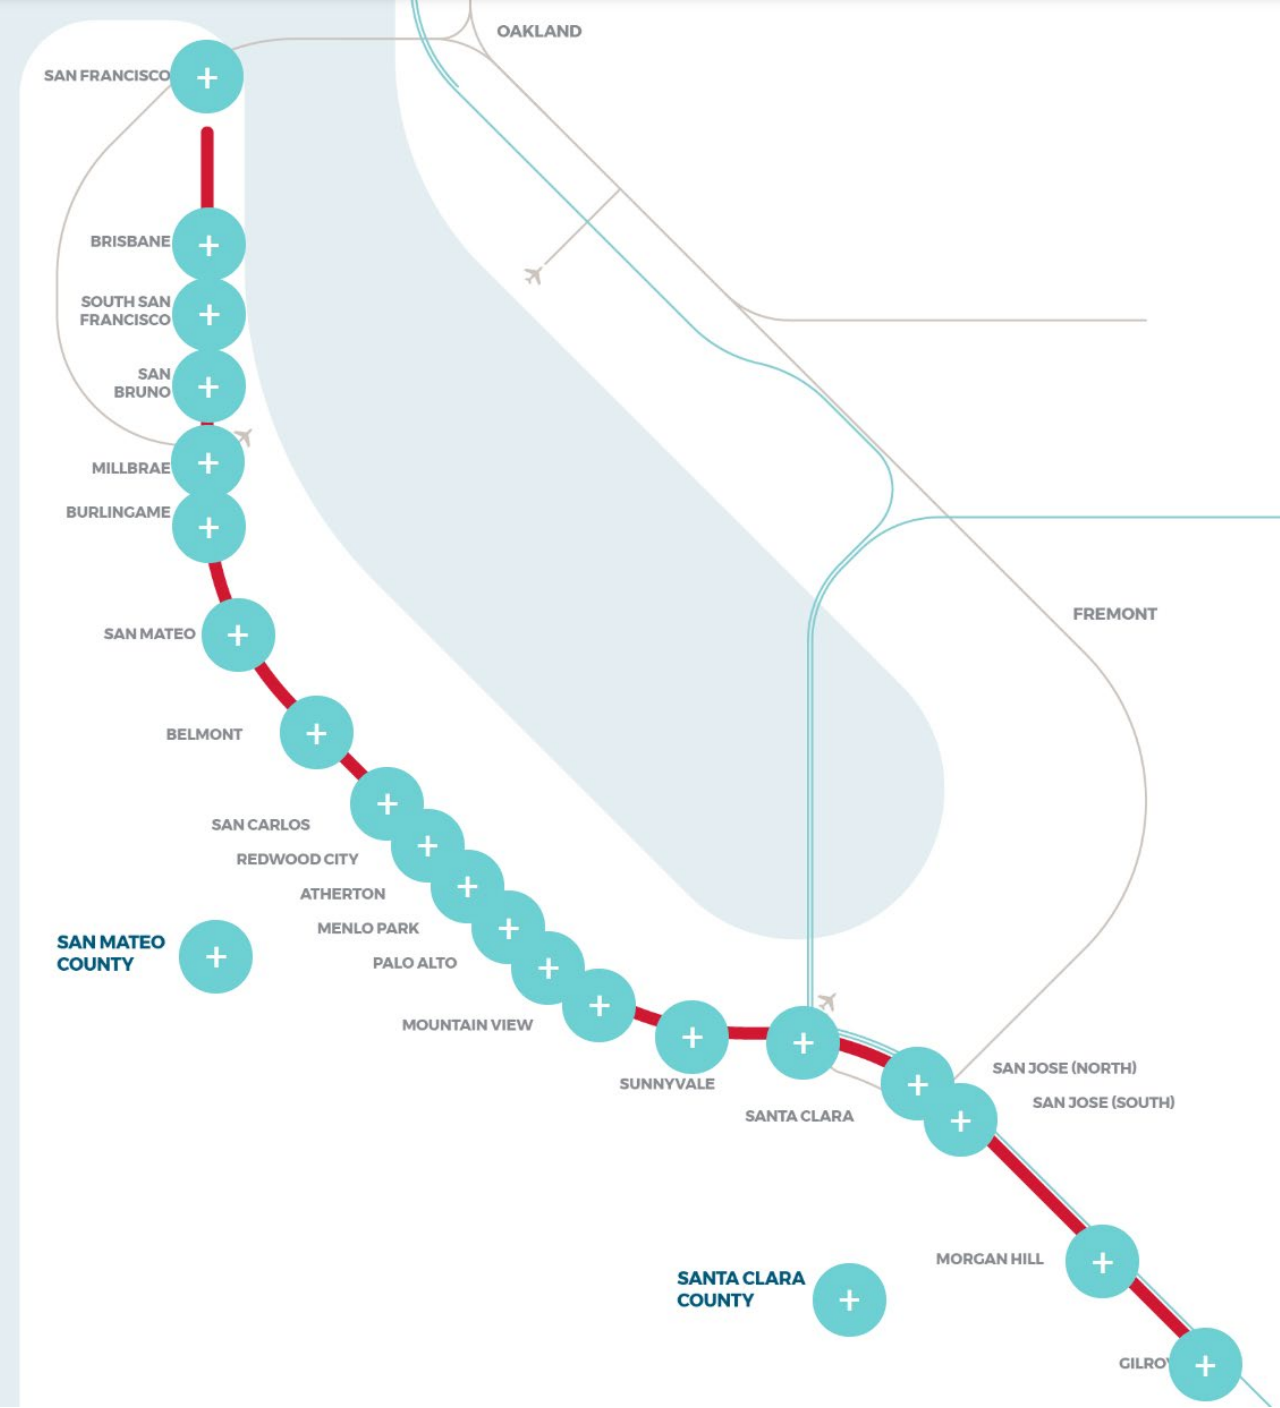 OAKLAND
SAN FRANCISCO
BRISBANE
SOUTH SAN
FRANCISCO
SAN
BRUNO
MILLBRAE
BURLINGAME
FREMONT
SAN MATEO
BELMONT
SAN CARLOS
REDWOOD CITY
ATHERTON
MENLO PARK
SAN MATEO
COUNTY
PALO ALTO
MOUNTAIN VIEW
SAN JOSE (NORTH)
SUNNYVALE
SAN JOSE (SOUTH)
SANTA CLARA
MORGAN HILL
SANTA CLARA
COUNTY
GILROY